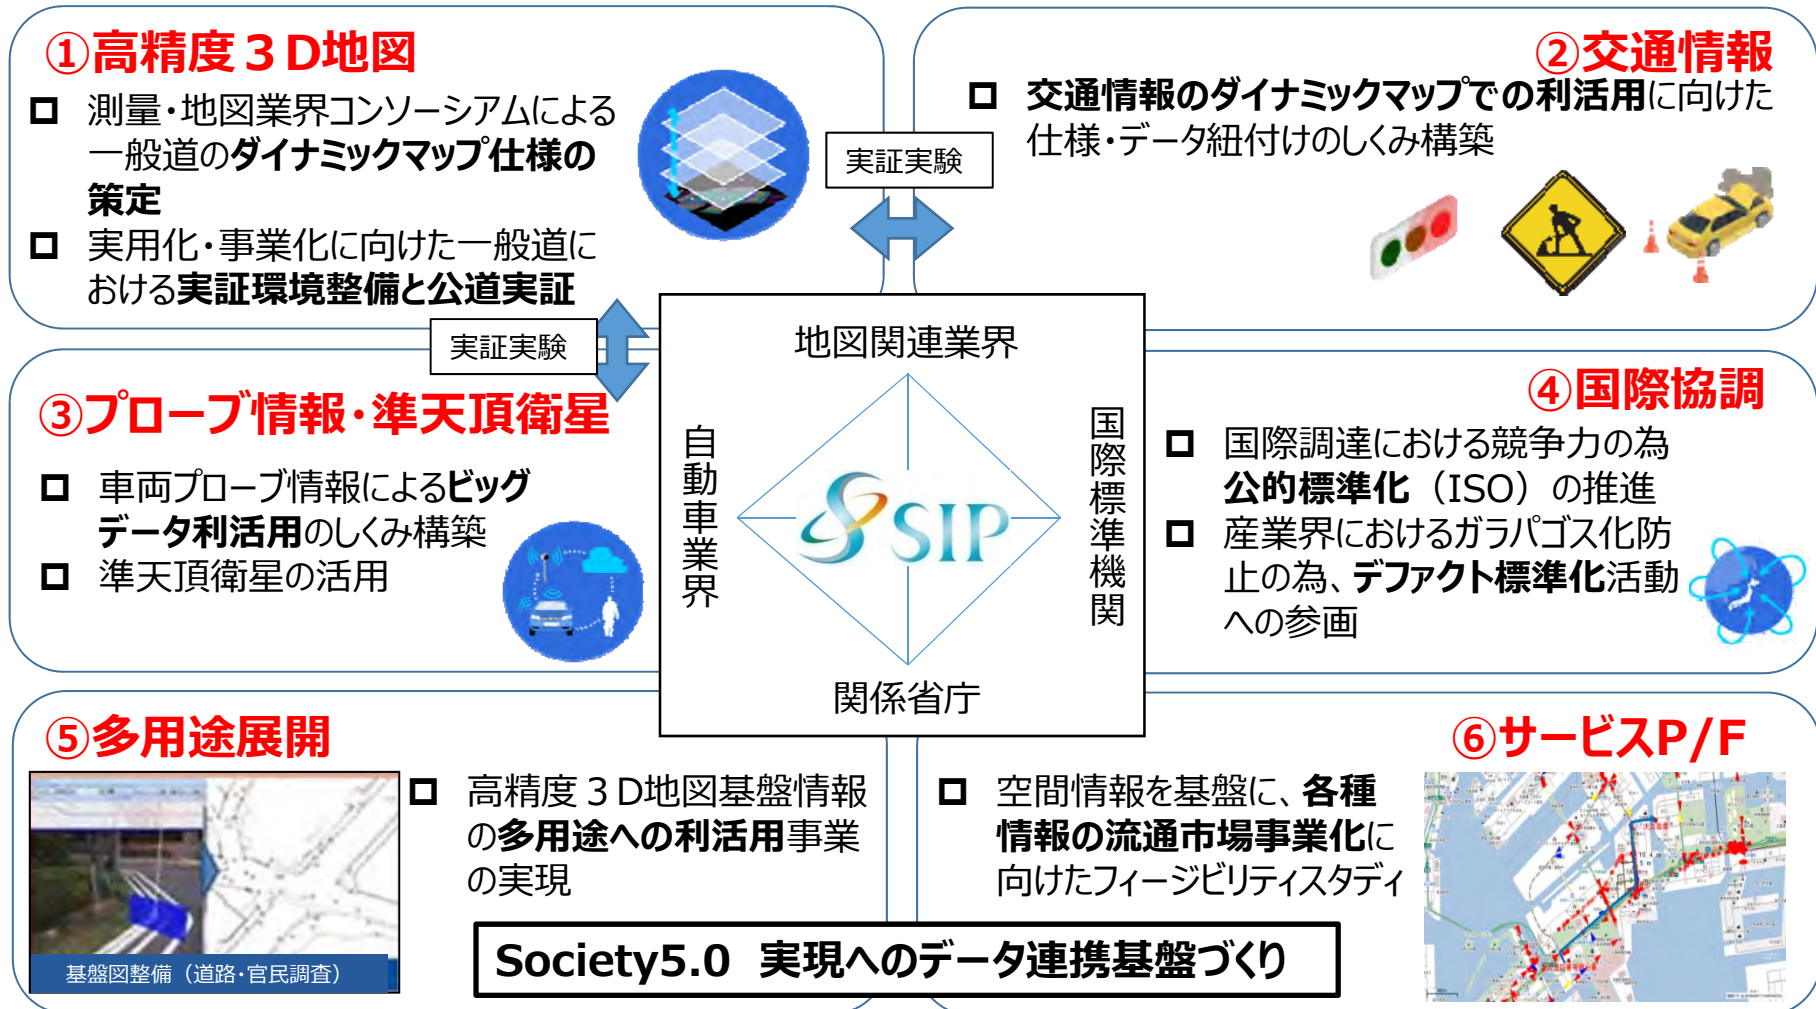 ①高精度３D地図
測量・地図業界コンソーシアムによる
一般道のダイナミックマップ仕様の
策定
実用化・事業化に向けた一般道に
おける実証環境整備と公道実証
実証実験
②交通情報
交通情報のダイナミックマップでの利活用に向けた
仕様・データ紐付けのしくみ構築
実証実験
③プローブ情報・準天頂衛星
車両プローブ情報によるビッグ
データ利活用のしくみ構築
準天頂衛星の活用
地図関連業界
自動車業界
SIP
国際標準機関
関係省庁
④国際協調
国際調達における競争力の為
公的標準化（ISO）の推進
産業界におけるガラパゴス化防
止の為、デファクト標準化活動
への参画
⑤多用途展開
高精度３D地図基盤情報
の多用途への利活用事業
の実現
基盤図整備（道路・官民調査）
⑥サービスP/F
空間情報を基盤に、各種
情報の流通市場事業化に
向けたフィージビリティスタディ
Society5.0 実現へのデータ連携基盤づくり